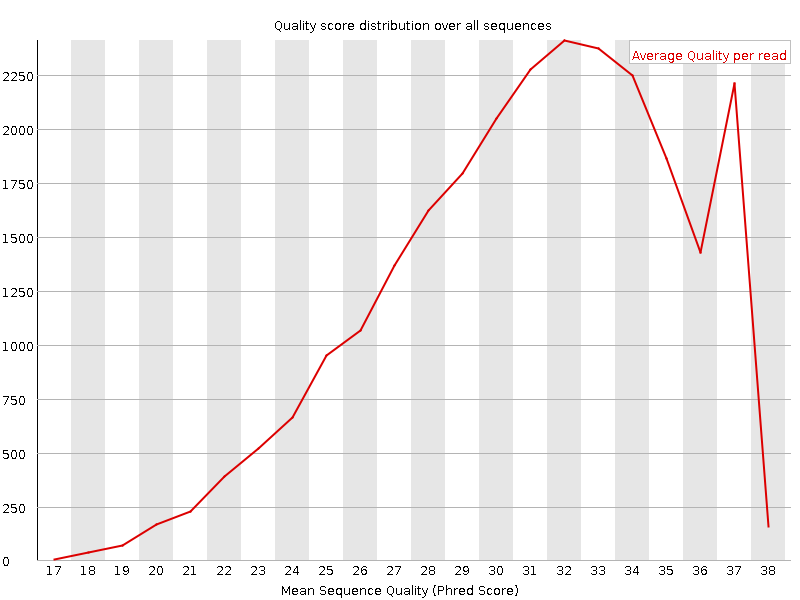 Quality score distribution over all sequences
Average Quality per read
2250
2000
1750
1500
1250
1000
750
500
250
0
17 18 19 20 21 22 23 24 25 26 27 28 29 30 31 32 33 34 35 36 37 38
Mean Sequence Quality (Phred Score)